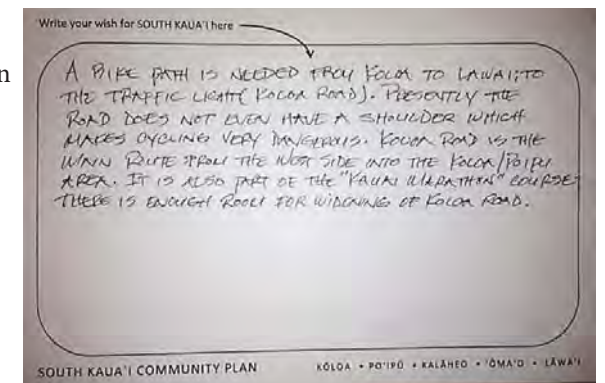 n
Write your wish for SOUTH KAUA'I here
A BIKE PATH IS NEEDED FROM KOLOA TO LAWAI; TO
THE TRAFFIC LIGHT (KOLOA ROAD). PRESENTLY THE
ROAD DOES NOT EVEN HAVE A SHOULDER WHICH
MAKES CYCLING VERY DANGEROUS. KOLOA ROAD IS THE
MAIN ROUTE FROM THE WEST SIDE INTO THE KOLOA/POIPU
AREA. IT IS ALSO PART OF THE "KAUAI MARATHON" COURSE
THERE IS ENOUGH ROOM FOR WIDENING OF KOLOA ROAD.
SOUTH KAUA'I COMMUNITY PLAN
KŌLOA • PO'IPŪ • KALĀHEO • 'ŌMA'O • LĀWA'I